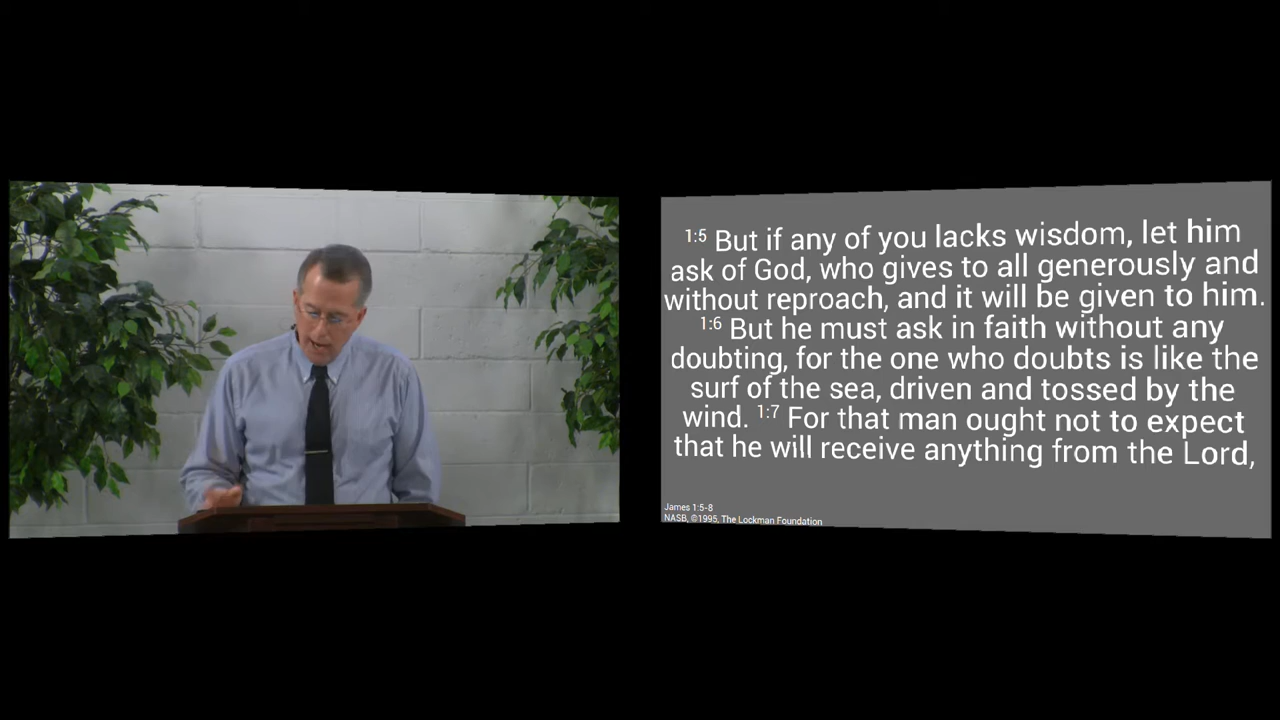 1:5 But if any of you lacks wisdom, let him
ask of God, who gives to all generously and
without reproach, and it will be given to him.
1:6 But he must ask in faith without any
doubting, for the one who doubts is like the
surf of the sea, driven and tossed by the
wind. 1:7 For that man ought not to expect
that he will receive anything from the Lord,
James 1:5-8
NASB, ©1995, The Lockman Foundation